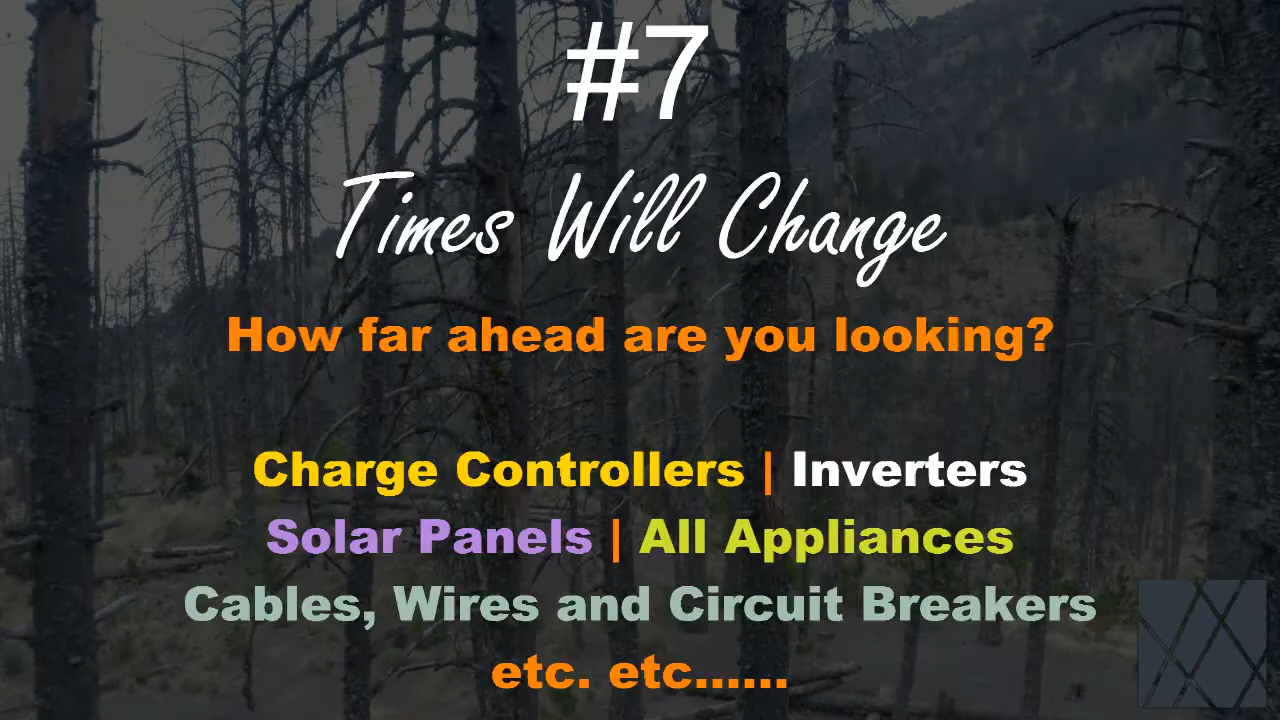 #7
Times Will Change
How far ahead are you looking?
Charge Controllers | Inverters
Solar Panels | All Appliances
Cables, Wires and Circuit Breakers
etc. etc......